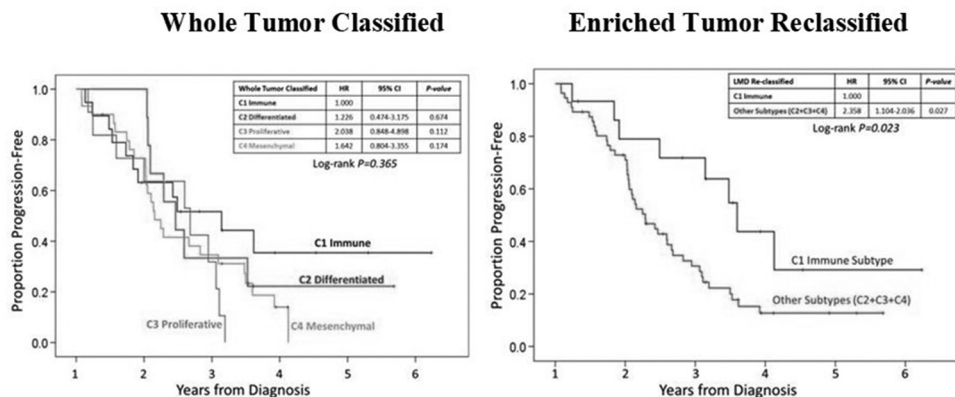 Whole Tumor Classified
Proportion Progression-Free
1.0
0.8
0.6
0.4
0.2
0.0
Whole Tumor Classified HR 95% CI P-value
C1 Immune 1.000
C2 Differentiated 1.226 0.474-3.175 0.674
C3 Proliferative 2.038 0.848-4.898 0.112
C4 Mesenchymal 1.642 0.804-3.355 0.174
Log-rank P=0.365
C1 Immune
C2 Differentiated
C3 Proliferative
C4 Mesenchymal
1 2 3 4 5 6
Years from Diagnosis
Enriched Tumor Reclassified
Proportion Progression-Free
1.0
0.8
0.6
0.4
0.2
0.0
LMD Re-classified HR 95% CI P-value
C1 Immune 1.000
Other Subtypes (C2+C3+C4) 2.358 1.104-2.036 0.027
Log-rank P=0.023
C1 Immune Subtype
Other Subtypes (C2+C3+C4)
1 2 3 4 5 6
Years from Diagnosis